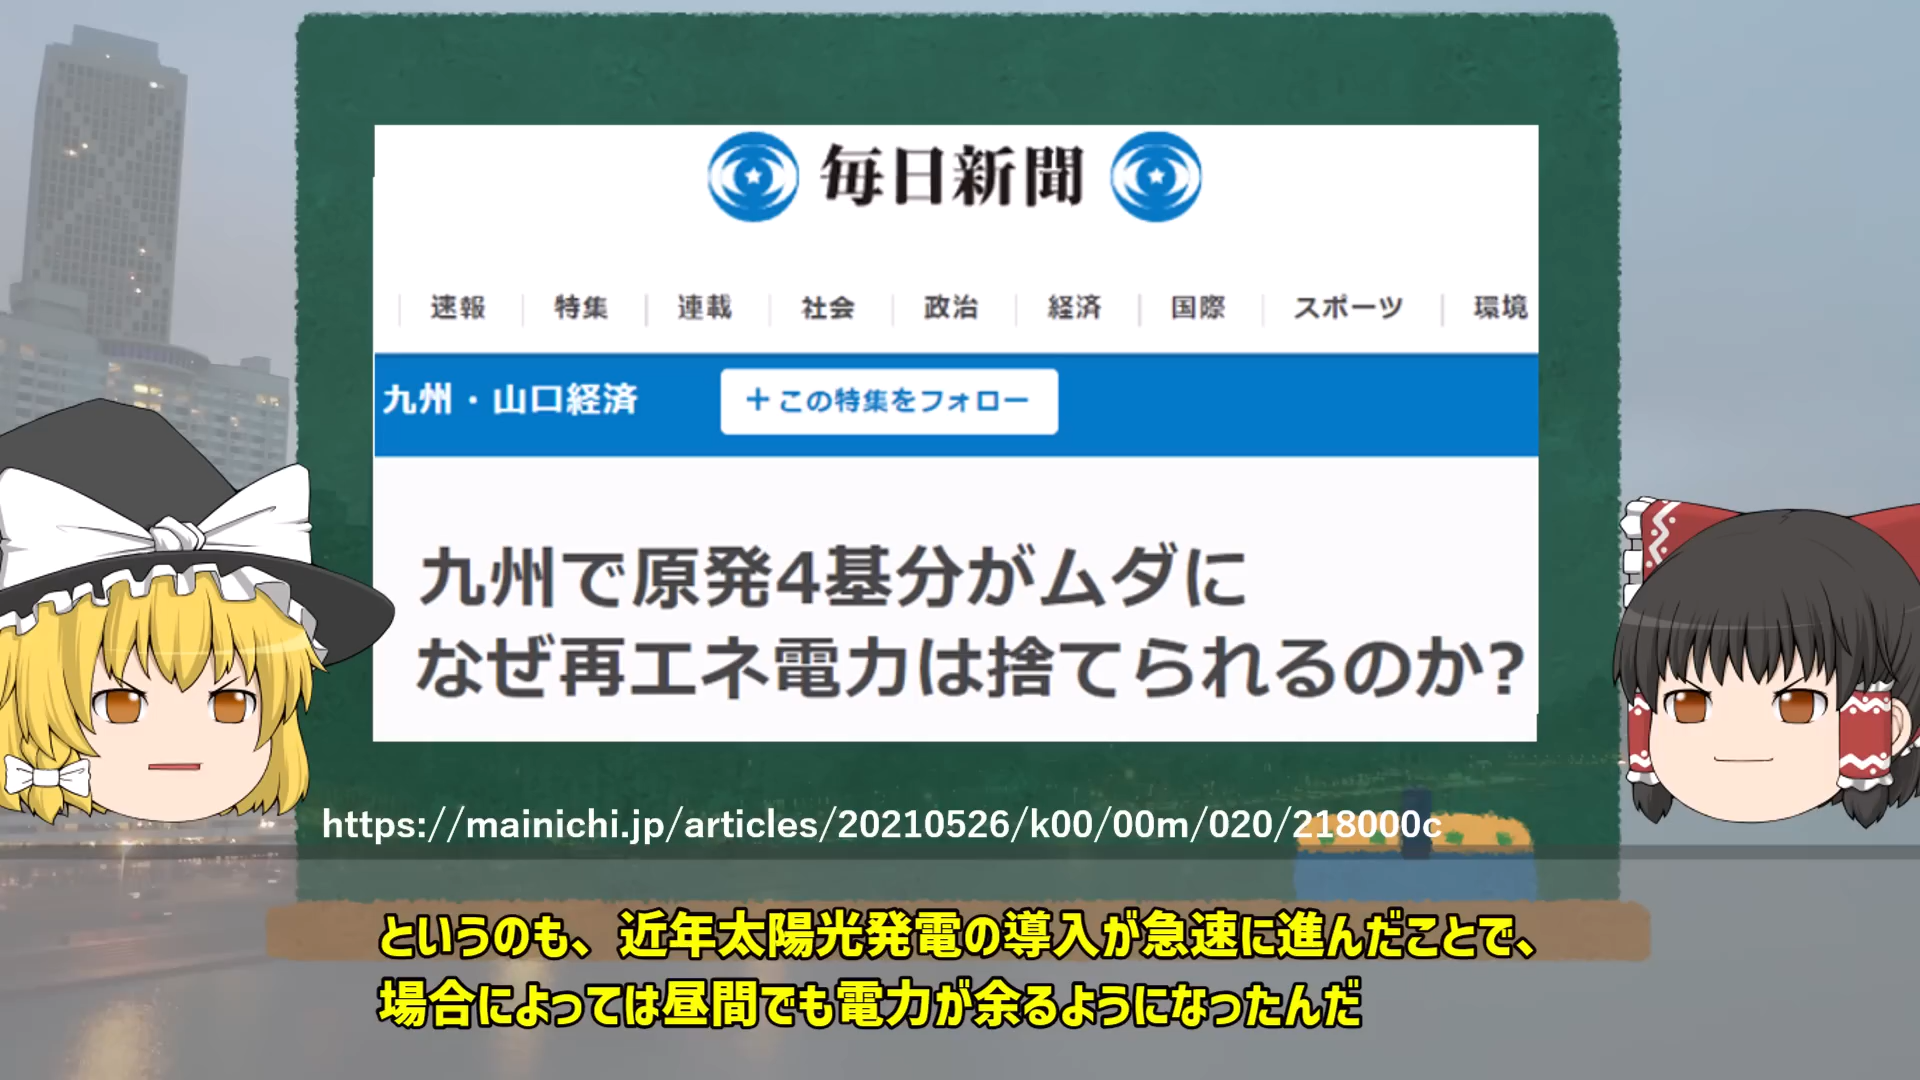 毎日新聞
速報 特集 連載 社会 政治 経済 国際 スポーツ 環境
九州・山口経済 +この特集をフォロー
九州で原発4基分がムダに
なぜ再エネ電力は捨てられるのか?
https://mainichi.jp/articles/20210526/k00/00m/020/218000c
というのも、近年太陽光発電の導入が急速に進んだことで、
場合によっては昼間でも電力が余るようになったんだ